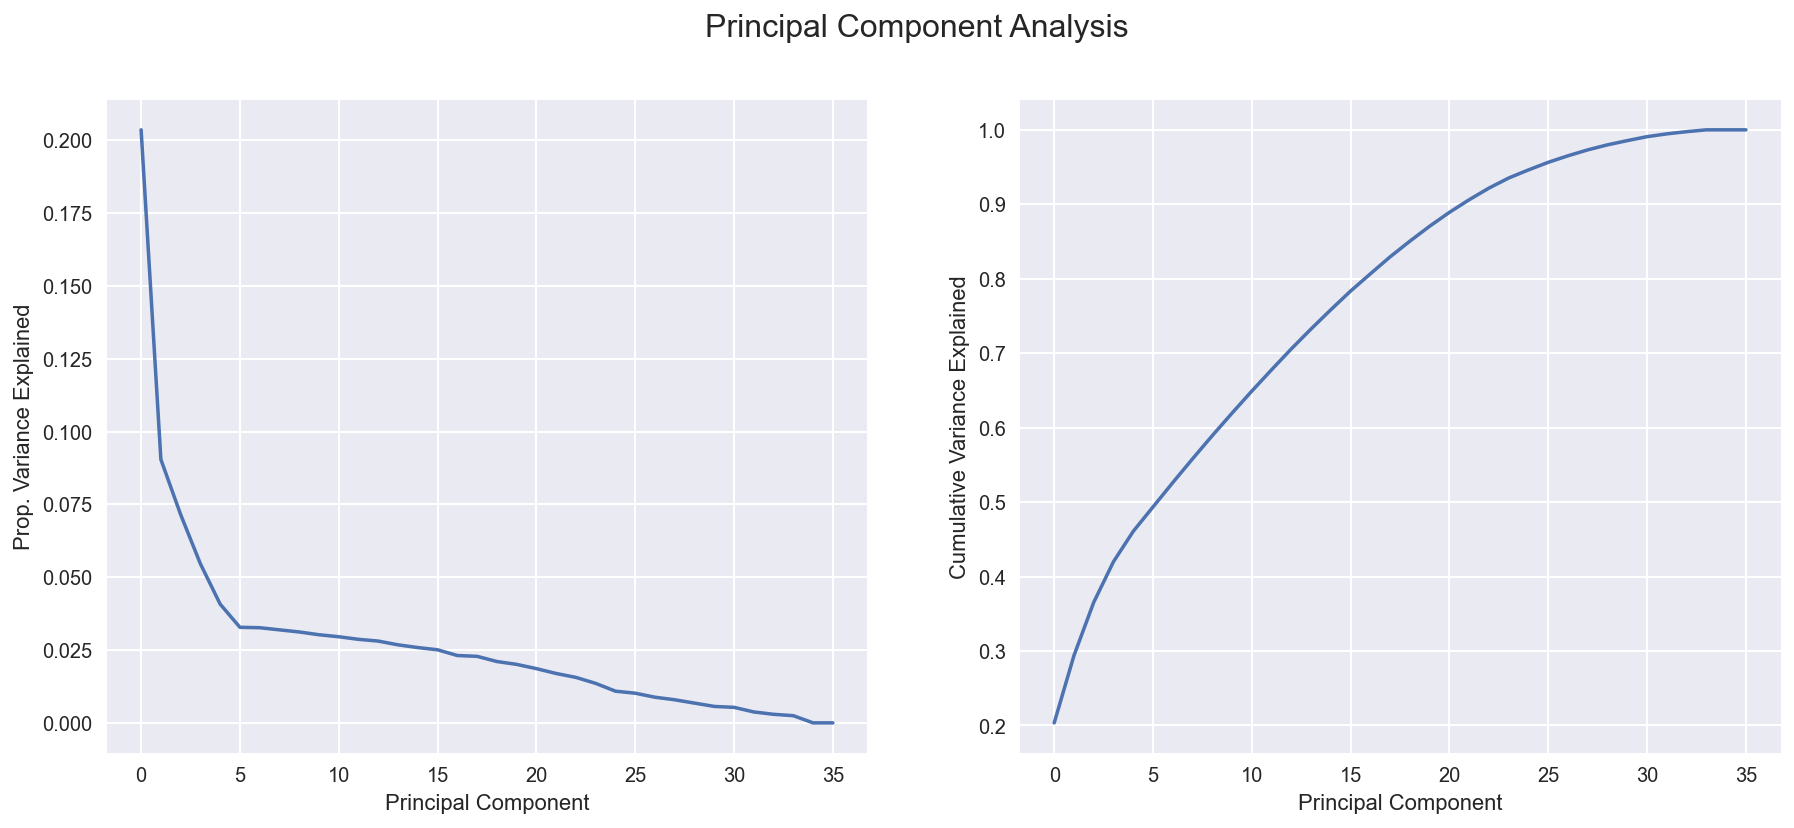 Principal Component Analysis
Prop. Variance Explained
0.200
0.175
0.150
0.125
0.100
0.075
0.050
0.025
0.000
0 5 10 15 20 25 30 35
Principal Component
Cumulative Variance Explained
1.0
0.9
0.8
0.7
0.6
0.5
0.4
0.3
0.2
0 5 10 15 20 25 30 35
Principal Component